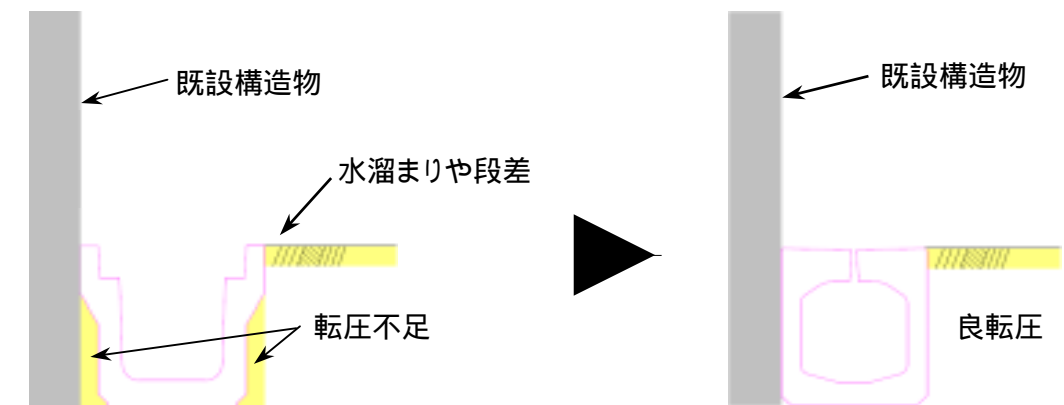 既設構造物
既設構造物
水溜まりや段差
転圧不足
良転圧